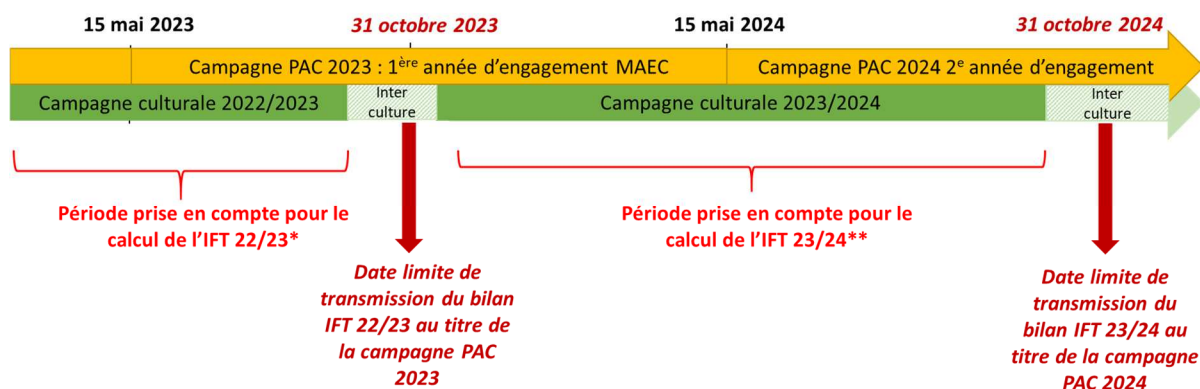 15 mai 2023
31 octobre 2023
15 mai 2024
31 octobre 2024
Campagne PAC 2023 : 1ère année d'engagement MAEC
Campagne PAC 2024 2e année d'engagement
Campagne culturale 2022/2023
Inter
culture
Campagne culturale 2023/2024
Inter
culture
Période prise en compte pour le
calcul de l'IFT 22/23*
Période prise en compte pour le
calcul de l'IFT 23/24**
Date limite de
transmission du bilan
IFT 22/23 au titre de
la campagne PAC
2023
Date limite de
transmission du
bilan IFT 23/24 au
titre de la campagne
PAC 2024